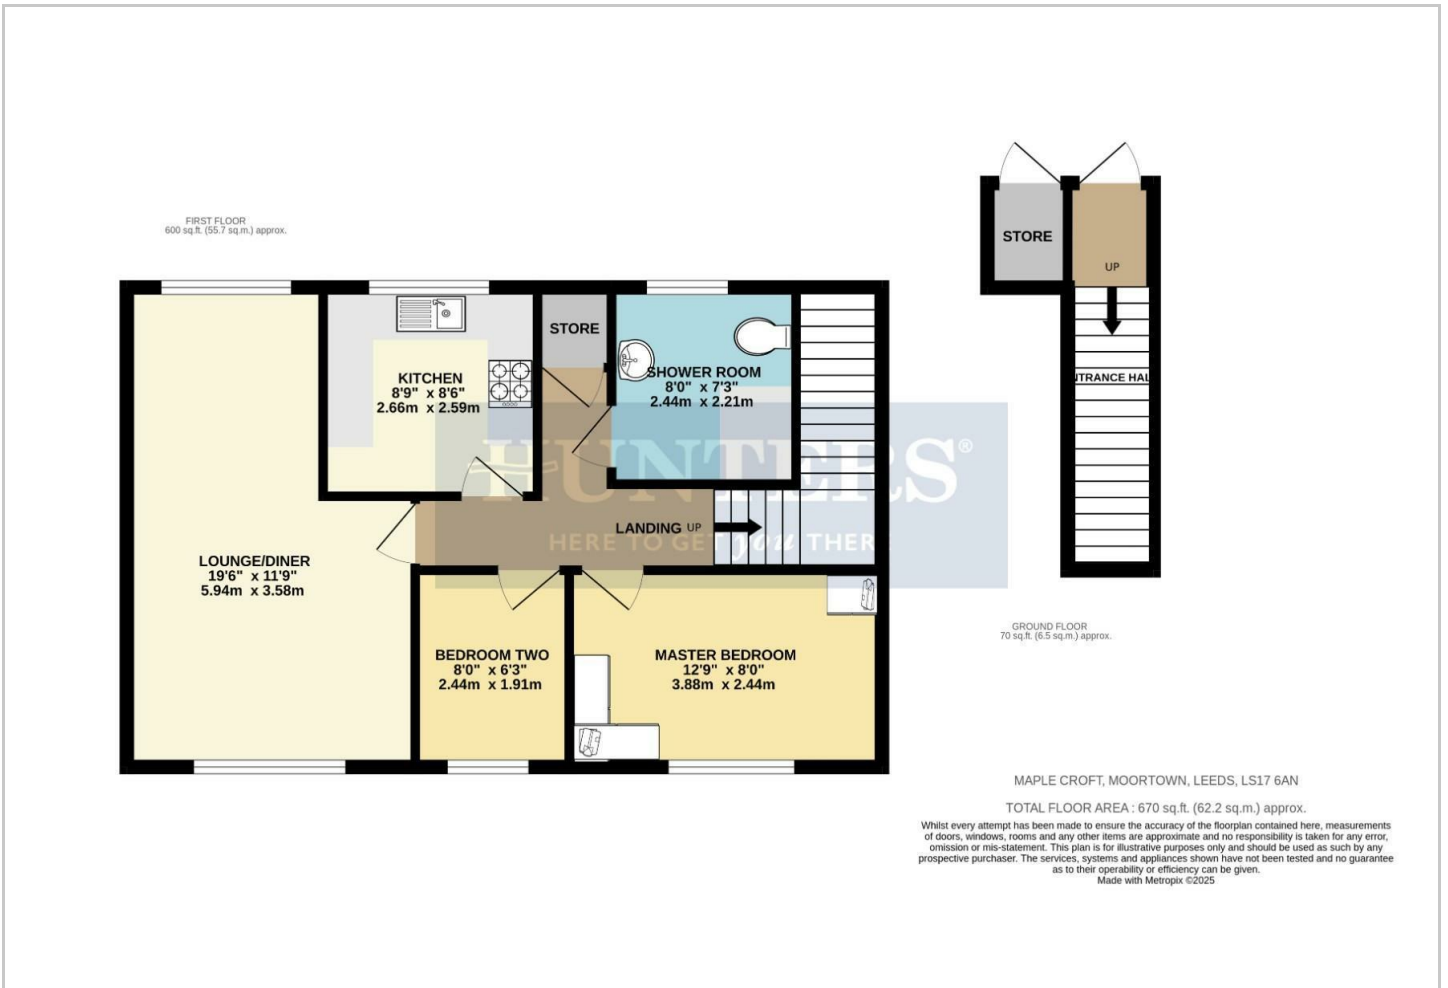 FIRST FLOOR
600 sq.ft. (55.7 sq.m.) approx.
STORE
KITCHEN
8'9" x 8'6"
2.66m x 2.59m
SHOWER ROOM
8'0" x 7'3"
2.44m x 2.21m
HUNTERS®
HERE TO GET you THERE
LANDING UP
LOUNGE/DINER
19'6" x 11'9"
5.94m x 3.58m
BEDROOM TWO
8'0" x 6'3"
2.44m x 1.91m
MASTER BEDROOM
12'9" x 8'0"
3.88m x 2.44m
STORE
UP
NTRANCE HAL
GROUND FLOOR
70 sq.ft. (6.5 sq.m.) approx.
MAPLE CROFT, MOORTOWN, LEEDS, LS17 6AN
TOTAL FLOOR AREA : 670 sq.ft. (62.2 sq.m.) approx.
Whilst every attempt has been made to ensure the accuracy of the floorplan contained here, measurements
of doors, windows, rooms and any other items are approximate and no responsibility is taken for any error,
omission or mis-statement. This plan is for illustrative purposes only and should be used as such by any
prospective purchaser. The services, systems and appliances shown have not been tested and no guarantee
as to their operability or efficiency can be given.
Made with Metropix ©2025